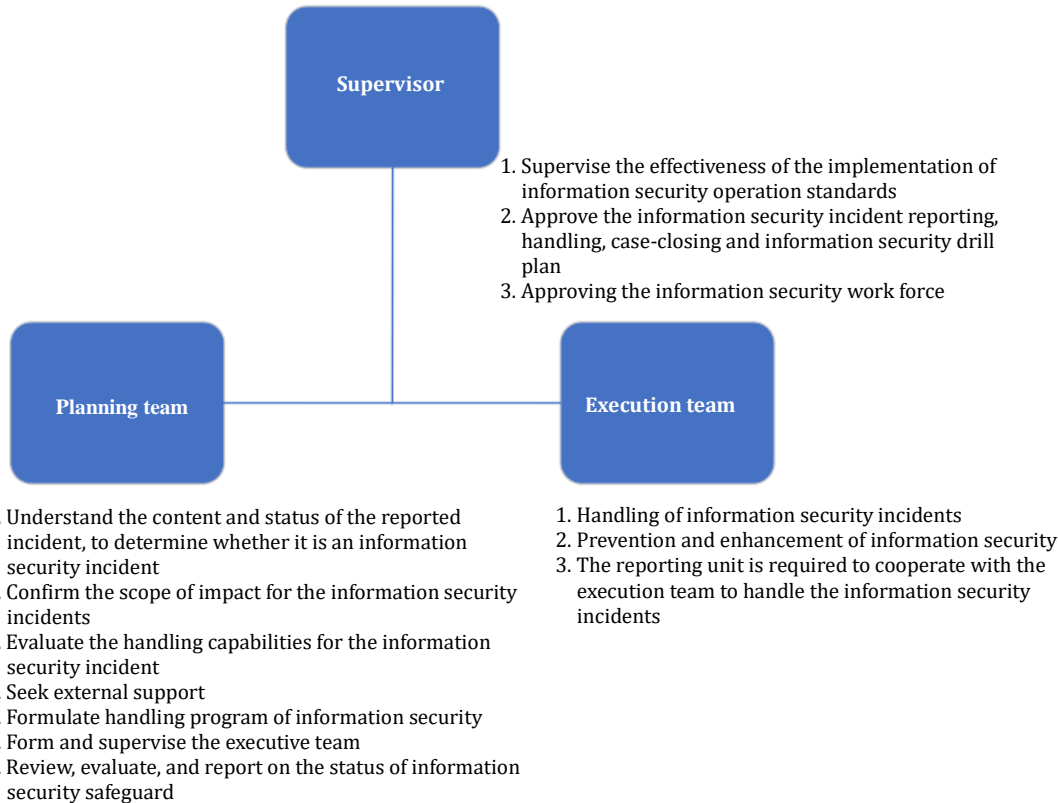 Supervisor
1. Supervise the effectiveness of the implementation of
information security operation standards
2. Approve the information security incident reporting,
handling, case-closing and information security drill
plan
3. Approving the information security work force
Planning team
Execution team
. Understand the content and status of the reported
incident, to determine whether it is an information
security incident
. Confirm the scope of impact for the information security
incidents
. Evaluate the handling capabilities for the information
security incident
. Seek external support
. Formulate handling program of information security
. Form and supervise the executive team
. Review, evaluate, and report on the status of information
security safeguard
1. Handling of information security incidents
2. Prevention and enhancement of information security
3. The reporting unit is required to cooperate with the
execution team to handle the information security
incidents